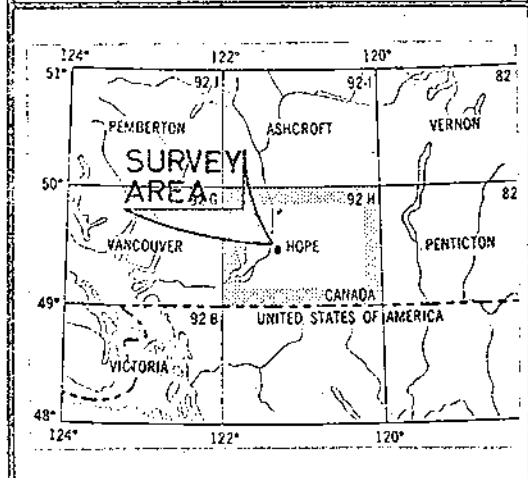 124° 122° 120°
51° 92 J 92-I 82
PEMBERTON ASHCROFT VERNON
SURVEY
AREA
50° 92 G 92 H 82
VANCOUVER HOPE PENTICTON
CANADA
49° 92 B UNITED STATES OF AMERICA
VICTORIA
48°
124° 122° 120°